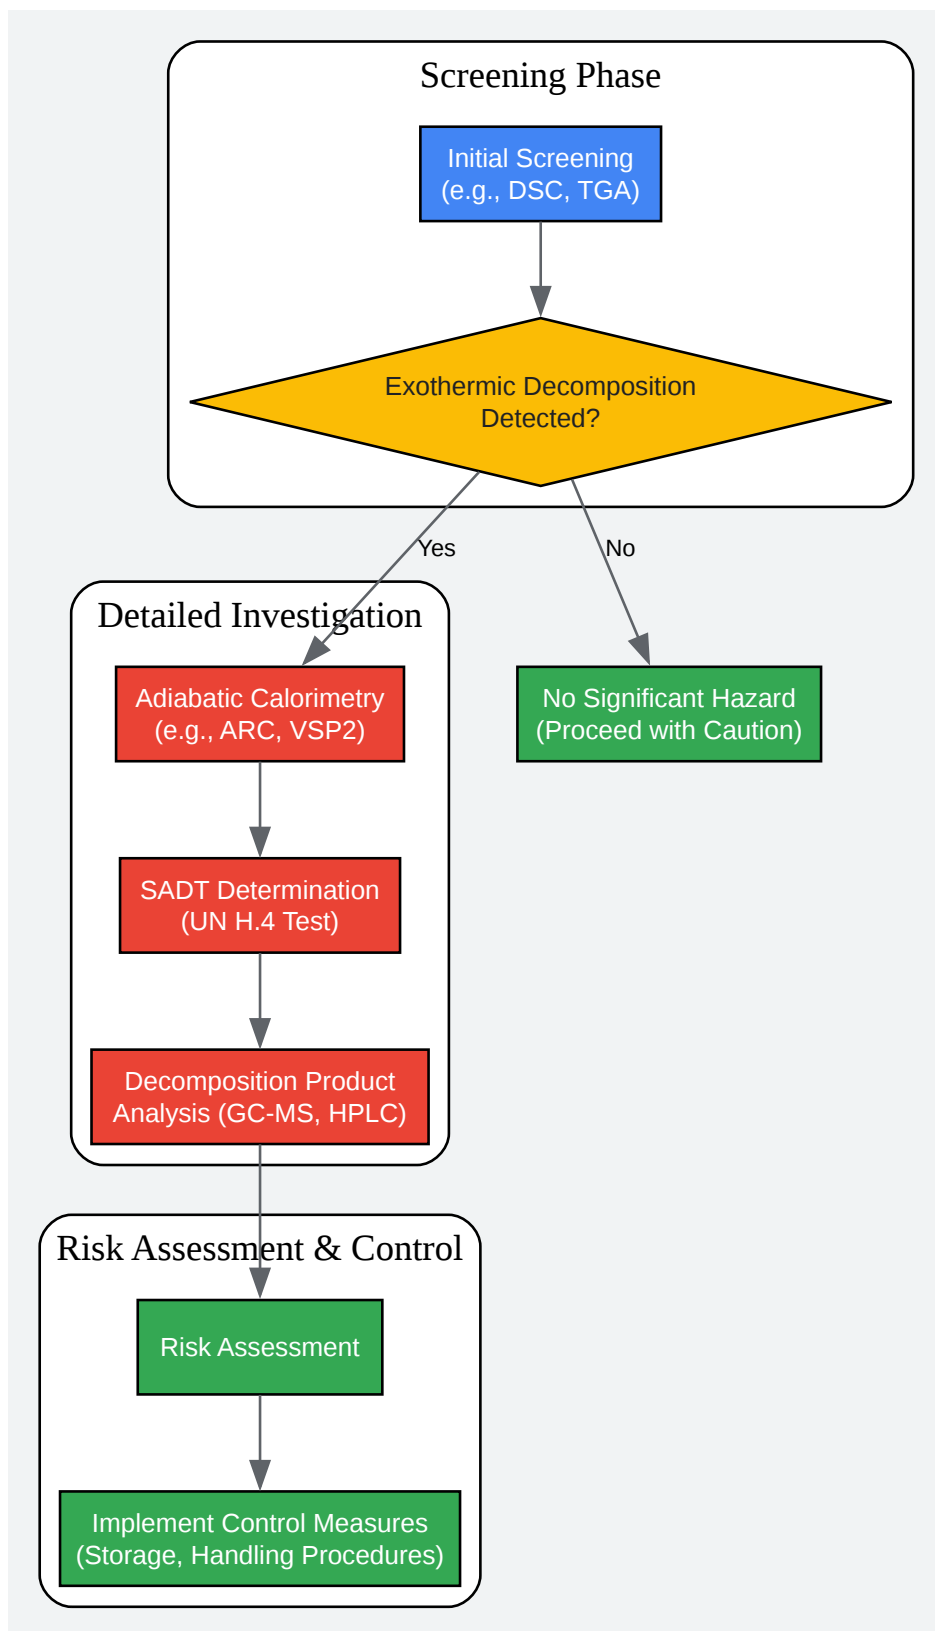 Screening Phase
Initial Screening
(e.g., DSC, TGA)
Exothermic Decomposition
Detected?
Yes
No
Detailed Investigation
Adiabatic Calorimetry
(e.g., ARC, VSP2)
No Significant Hazard
(Proceed with Caution)
SADT Determination
(UN H.4 Test)
Decomposition Product
Analysis (GC-MS, HPLC)
Risk Assessment & Control
Risk Assessment
Implement Control Measures
(Storage, Handling Procedures)